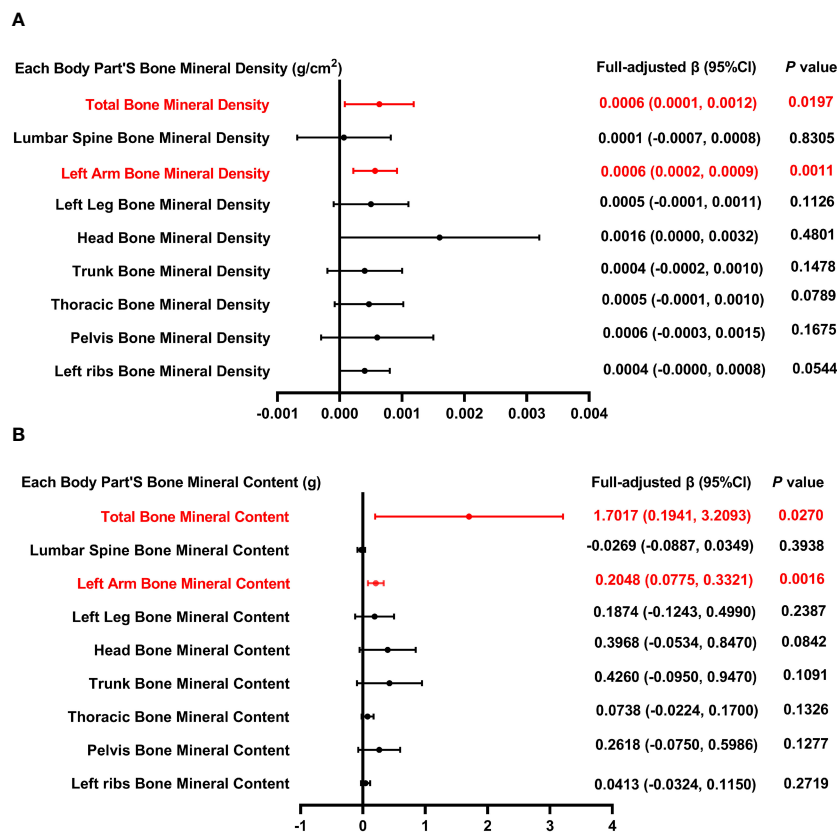 A
Each Body Part'S Bone Mineral Density (g/cm2) Full-adjusted β (95%CI) P value
Total Bone Mineral Density 0.0006 (0.0001, 0.0012) 0.0197
Lumbar Spine Bone Mineral Density 0.0001 (-0.0007, 0.0008) 0.8305
Left Arm Bone Mineral Density 0.0006 (0.0002, 0.0009) 0.0011
Left Leg Bone Mineral Density 0.0005 (-0.0001, 0.0011) 0.1126
Head Bone Mineral Density 0.0016 (0.0000, 0.0032) 0.4801
Trunk Bone Mineral Density 0.0004 (-0.0002, 0.0010) 0.1478
Thoracic Bone Mineral Density 0.0005 (-0.0001, 0.0010) 0.0789
Pelvis Bone Mineral Density 0.0006 (-0.0003, 0.0015) 0.1675
Left ribs Bone Mineral Density 0.0004 (-0.0000, 0.0008) 0.0544
-0.001 0.000 0.001 0.002 0.003 0.004
B
Each Body Part'S Bone Mineral Content (g) Full-adjusted β (95%CI) P value
Total Bone Mineral Content 1.7017 (0.1941, 3.2093) 0.0270
Lumbar Spine Bone Mineral Content -0.0269 (-0.0887, 0.0349) 0.3938
Left Arm Bone Mineral Content 0.2048 (0.0775, 0.3321) 0.0016
Left Leg Bone Mineral Content 0.1874 (-0.1243, 0.4990) 0.2387
Head Bone Mineral Content 0.3968 (-0.0534, 0.8470) 0.0842
Trunk Bone Mineral Content 0.4260 (-0.0950, 0.9470) 0.1091
Thoracic Bone Mineral Content 0.0738 (-0.0224, 0.1700) 0.1326
Pelvis Bone Mineral Content 0.2618 (-0.0750, 0.5986) 0.1277
Left ribs Bone Mineral Content 0.0413 (-0.0324, 0.1150) 0.2719
-1 0 1 2 3 4